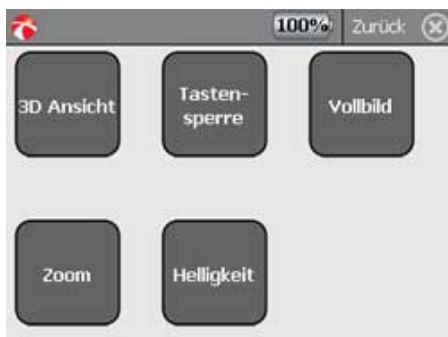 100% Zurück
3D Ansicht
Tasten-
sperre
Vollbild
Zoom
Helligkeit